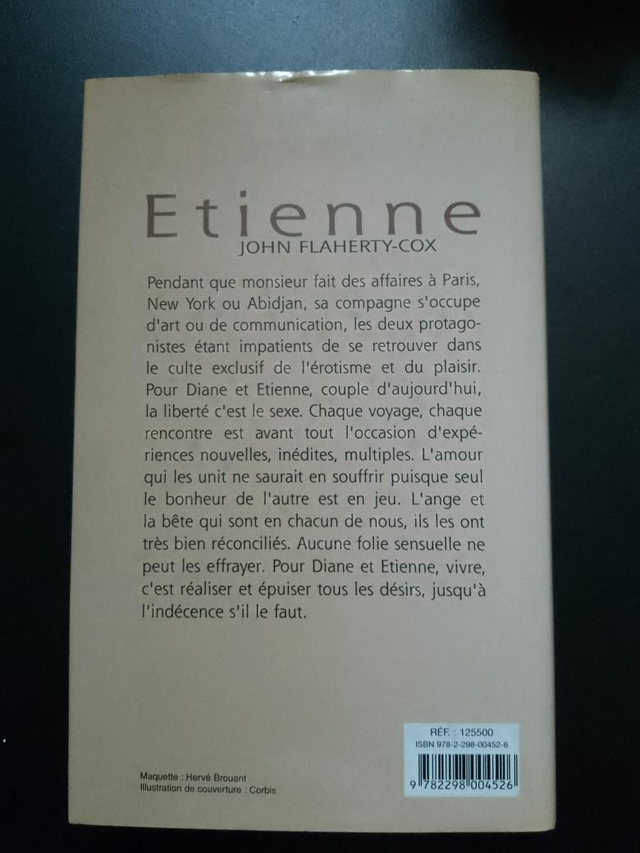 Etienne
JOHN FLAHERTY-COX
Pendant que monsieur fait des affaires à Paris,
New York ou Abidjan, sa compagne s'occupe
d'art ou de communication, les deux protago-
nistes étant impatients de se retrouver dans
le culte exclusif de l'érotisme et du plaisir.
Pour Diane et Etienne, couple d'aujourd'hui,
la liberté c'est le sexe. Chaque voyage, chaque
rencontre est avant tout l'occasion d'expé-
riences nouvelles, inédites, multiples. L'amour
qui les unit ne saurait en souffrir puisque seul
le bonheur de l'autre est en jeu. L'ange et
la bête qui sont en chacun de nous, ils les ont
très bien réconciliés. Aucune folie sensuelle ne
peut les effrayer. Pour Diane et Etienne, vivre,
c'est réaliser et épuiser tous les désirs, jusqu'à
l'indécence s'il le faut.
RÉF. : 125500
ISBN 978-2-298-00452-6
9 782298 004526
Maquette : Hervé Brouant
Illustration de couverture : Corbis